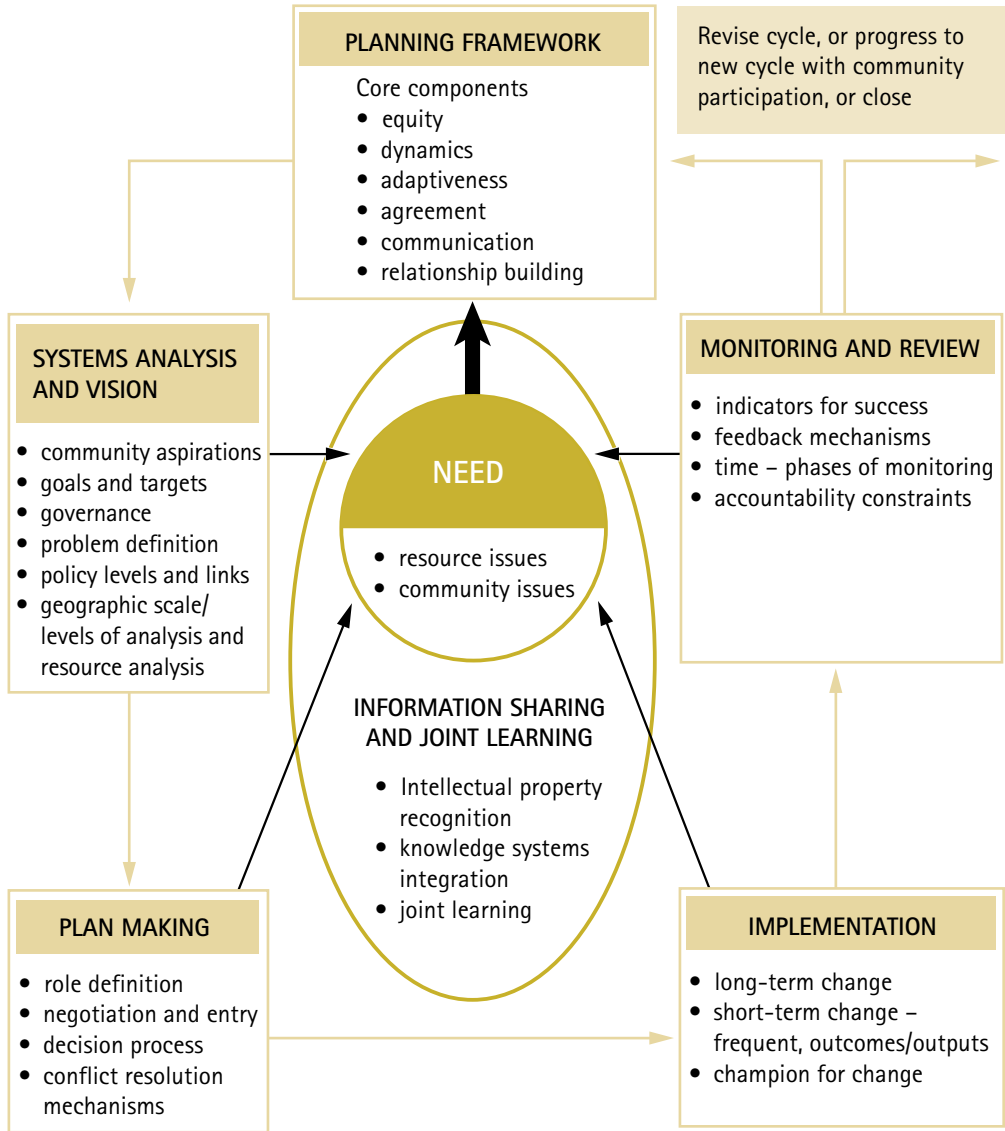 PLANNING FRAMEWORK
Core components
• equity
• dynamics
• adaptiveness
• agreement
• communication
• relationship building
Revise cycle, or progress to
new cycle with community
participation, or close
SYSTEMS ANALYSIS
AND VISION
• community aspirations
• goals and targets
• governance
• problem definition
• policy levels and links
• geographic scale/
levels of analysis and
resource analysis
NEED
• resource issues
• community issues
MONITORING AND REVIEW
• indicators for success
• feedback mechanisms
• time – phases of monitoring
• accountability constraints
INFORMATION SHARING
AND JOINT LEARNING
• Intellectual property
recognition
• knowledge systems
integration
• joint learning
PLAN MAKING
• role definition
• negotiation and entry
• decision process
• conflict resolution
mechanisms
IMPLEMENTATION
• long-term change
• short-term change –
frequent, outcomes/outputs
• champion for change